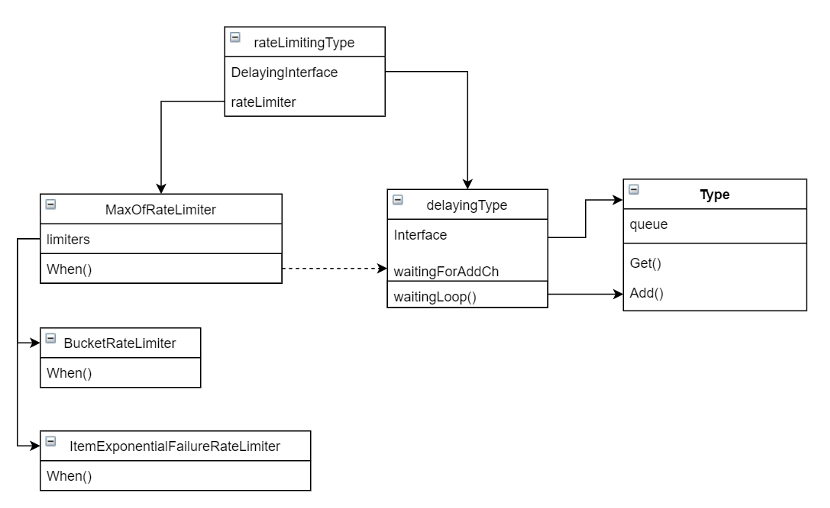 rateLimitingType
DelayingInterface
rateLimiter
MaxOfRateLimiter
limiters
When()
delayingType
Interface
waitingForAddCh
waitingLoop()
Type
queue
Get()
Add()
BucketRateLimiter
When()
ItemExponentialFailureRateLimiter
When()